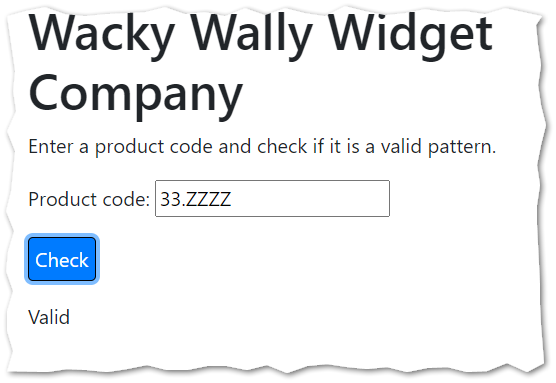 Wacky Wally Widget
Company
Enter a product code and check if it is a valid pattern.
Product code: 33.ZZZZ
Check
Valid